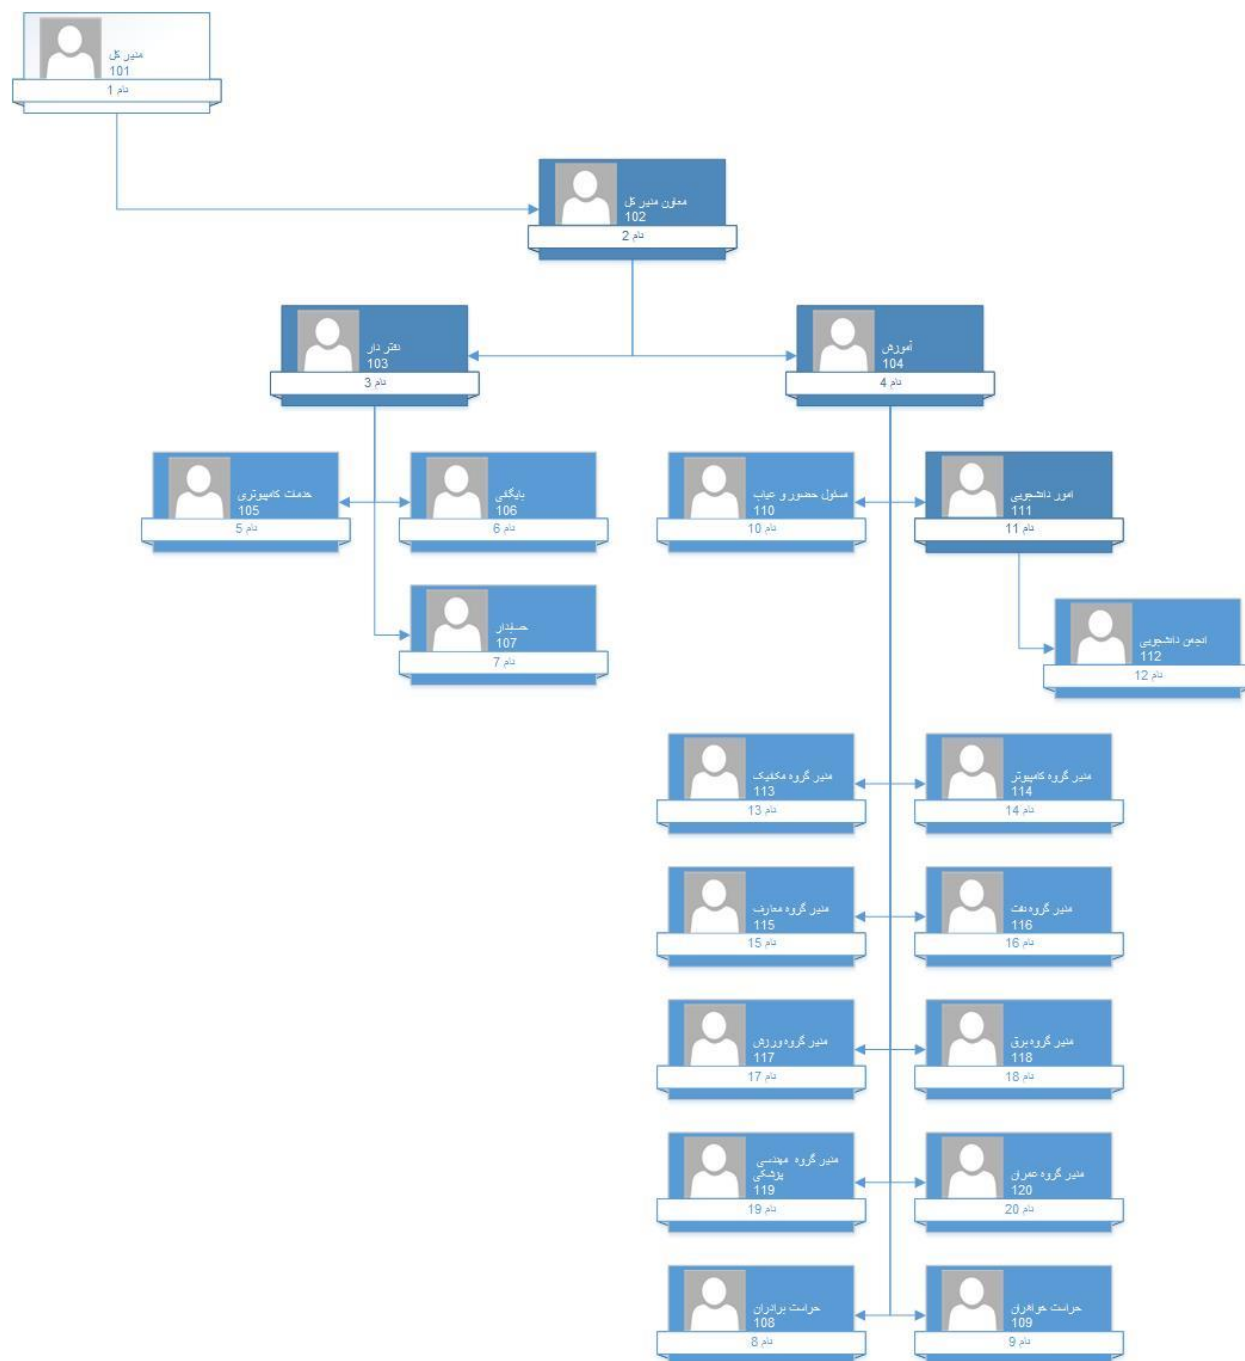 مدیر کل
101
نام 1
معاون مدیر کل
102
نام 2
دفتر دار
103
نام 3
آموزش
104
نام 4
خدمات کامپیوتری
105
نام 5
بایگانی
106
نام 6
مسئول حضور و غیاب
110
نام 10
امور دانشجویی
111
نام 11
حسابدار
107
نام 7
انجمن دانشجویی
112
نام 12
مدیر گروه مکانیک
113
نام 13
مدیر گروه کامپیوتر
114
نام 14
مدیر گروه معارف
115
نام 15
مدیر گروه نفت
116
نام 16
مدیر گروه ورزش
117
نام 17
مدیر گروه برق
118
نام 18
مدیر گروه مهندسی
پزشکی
119
نام 19
مدیر گروه عمران
120
نام 20
حراست برادران
108
نام 8
حراست خواهران
109
نام 9